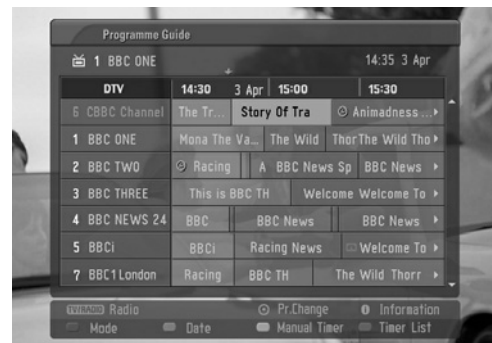 Programme Guide
1 BBC ONE 14:35 3 Apr
DTV 14:30 3 Apr 15:00 15:30
6 CBBC Channel The Tr... Story Of Tra Animadness ...
1 BBC ONE Mona The Va... The Wild Thor The Wild Tho
2 BBC TWO Racing A BBC News Sp BBC News
3 BBC THREE This is BBC TH Welcome Welcome To
4 BBC NEWS 24 BBC BBC News BBC News
5 BBCi BBCi Racing News Welcome To
7 BBC1 London Racing BBC TH The Wild Thorr
TV/RADIO Radio Pr.Change Information
Mode Date Manual Timer Timer List